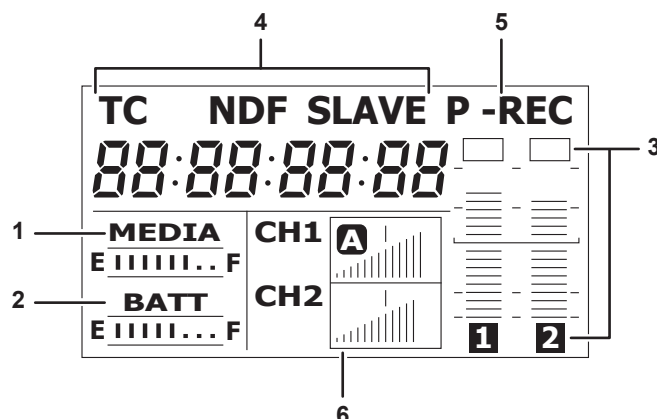 4 5
TC NDF SLAVE P -REC
88:88:88:88
3
1 MEDIA CH1 A
E F
2 BATT CH2
E F
1 2
6